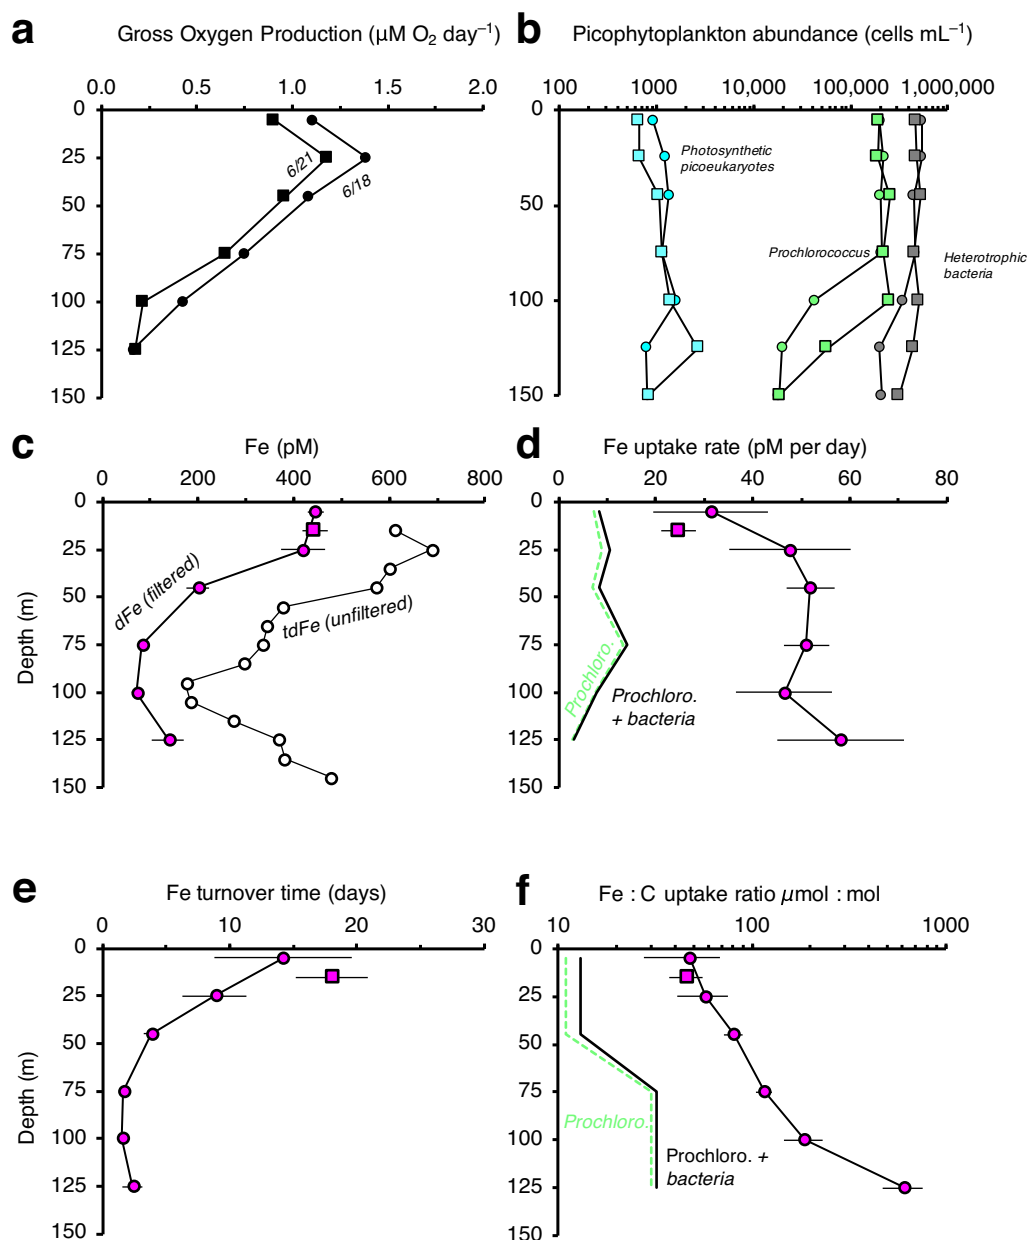 a
Gross Oxygen Production (μM O₂ day⁻¹)
0.0 0.5 1.0 1.5 2.0
0
25
50
75
100
125
150
6/21
6/18
b
Picophytoplankton abundance (cells mL⁻¹)
100 1000 10,000 100,000 1,000,000
0
50
100
150
Photosynthetic
picoeukaryotes
Prochlorococcus
Heterotrophic
bacteria
c
Fe (pM)
0 200 400 600 800
Depth (m)
0
25
50
75
100
125
150
dFe (filtered)
tdFe (unfiltered)
d
Fe uptake rate (pM per day)
0 20 40 60 80
0
25
50
75
100
125
150
Prochloro.
Prochloro.
+ bacteria
e
Fe turnover time (days)
0 10 20 30
Depth (m)
0
25
50
75
100
125
150
f
Fe : C uptake ratio μmol : mol
10 100 1000
0
25
50
75
100
125
150
Prochloro.
Prochloro. +
bacteria